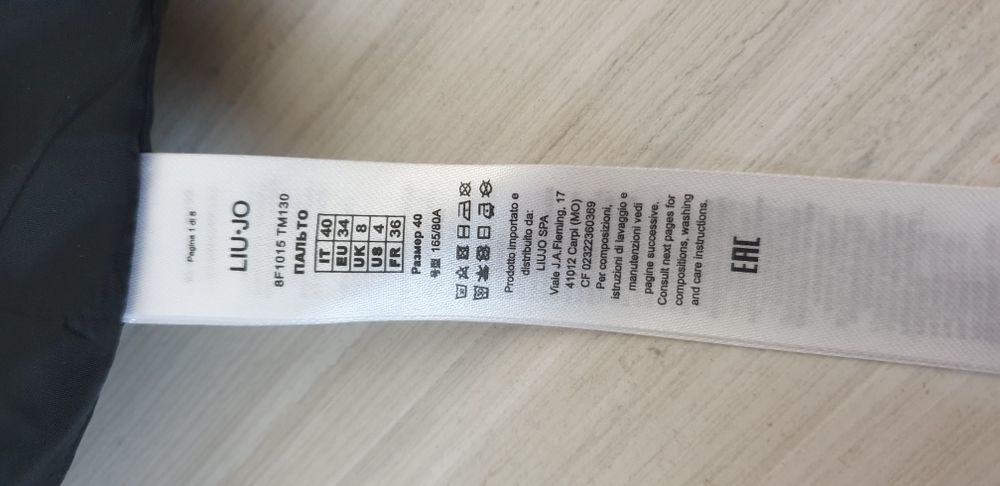 Pagina 1 di 8
LIU·JO
8F1015 TM130
ПАЛЬТО
IT 40
EU 34
UK 8
US 4
FR 36
Размер 40
号型 165/80A
Prodotto importato e
distribuito da:
LIUJO SPA
Viale J.A.Fleming, 17
41012 Carpi (MO)
CF 02322360369
Per composizioni,
istruzioni di lavaggio e
manutenzioni vedi
pagine successive.
Consult next pages for
compositions, washing
and care instructions.
EAC